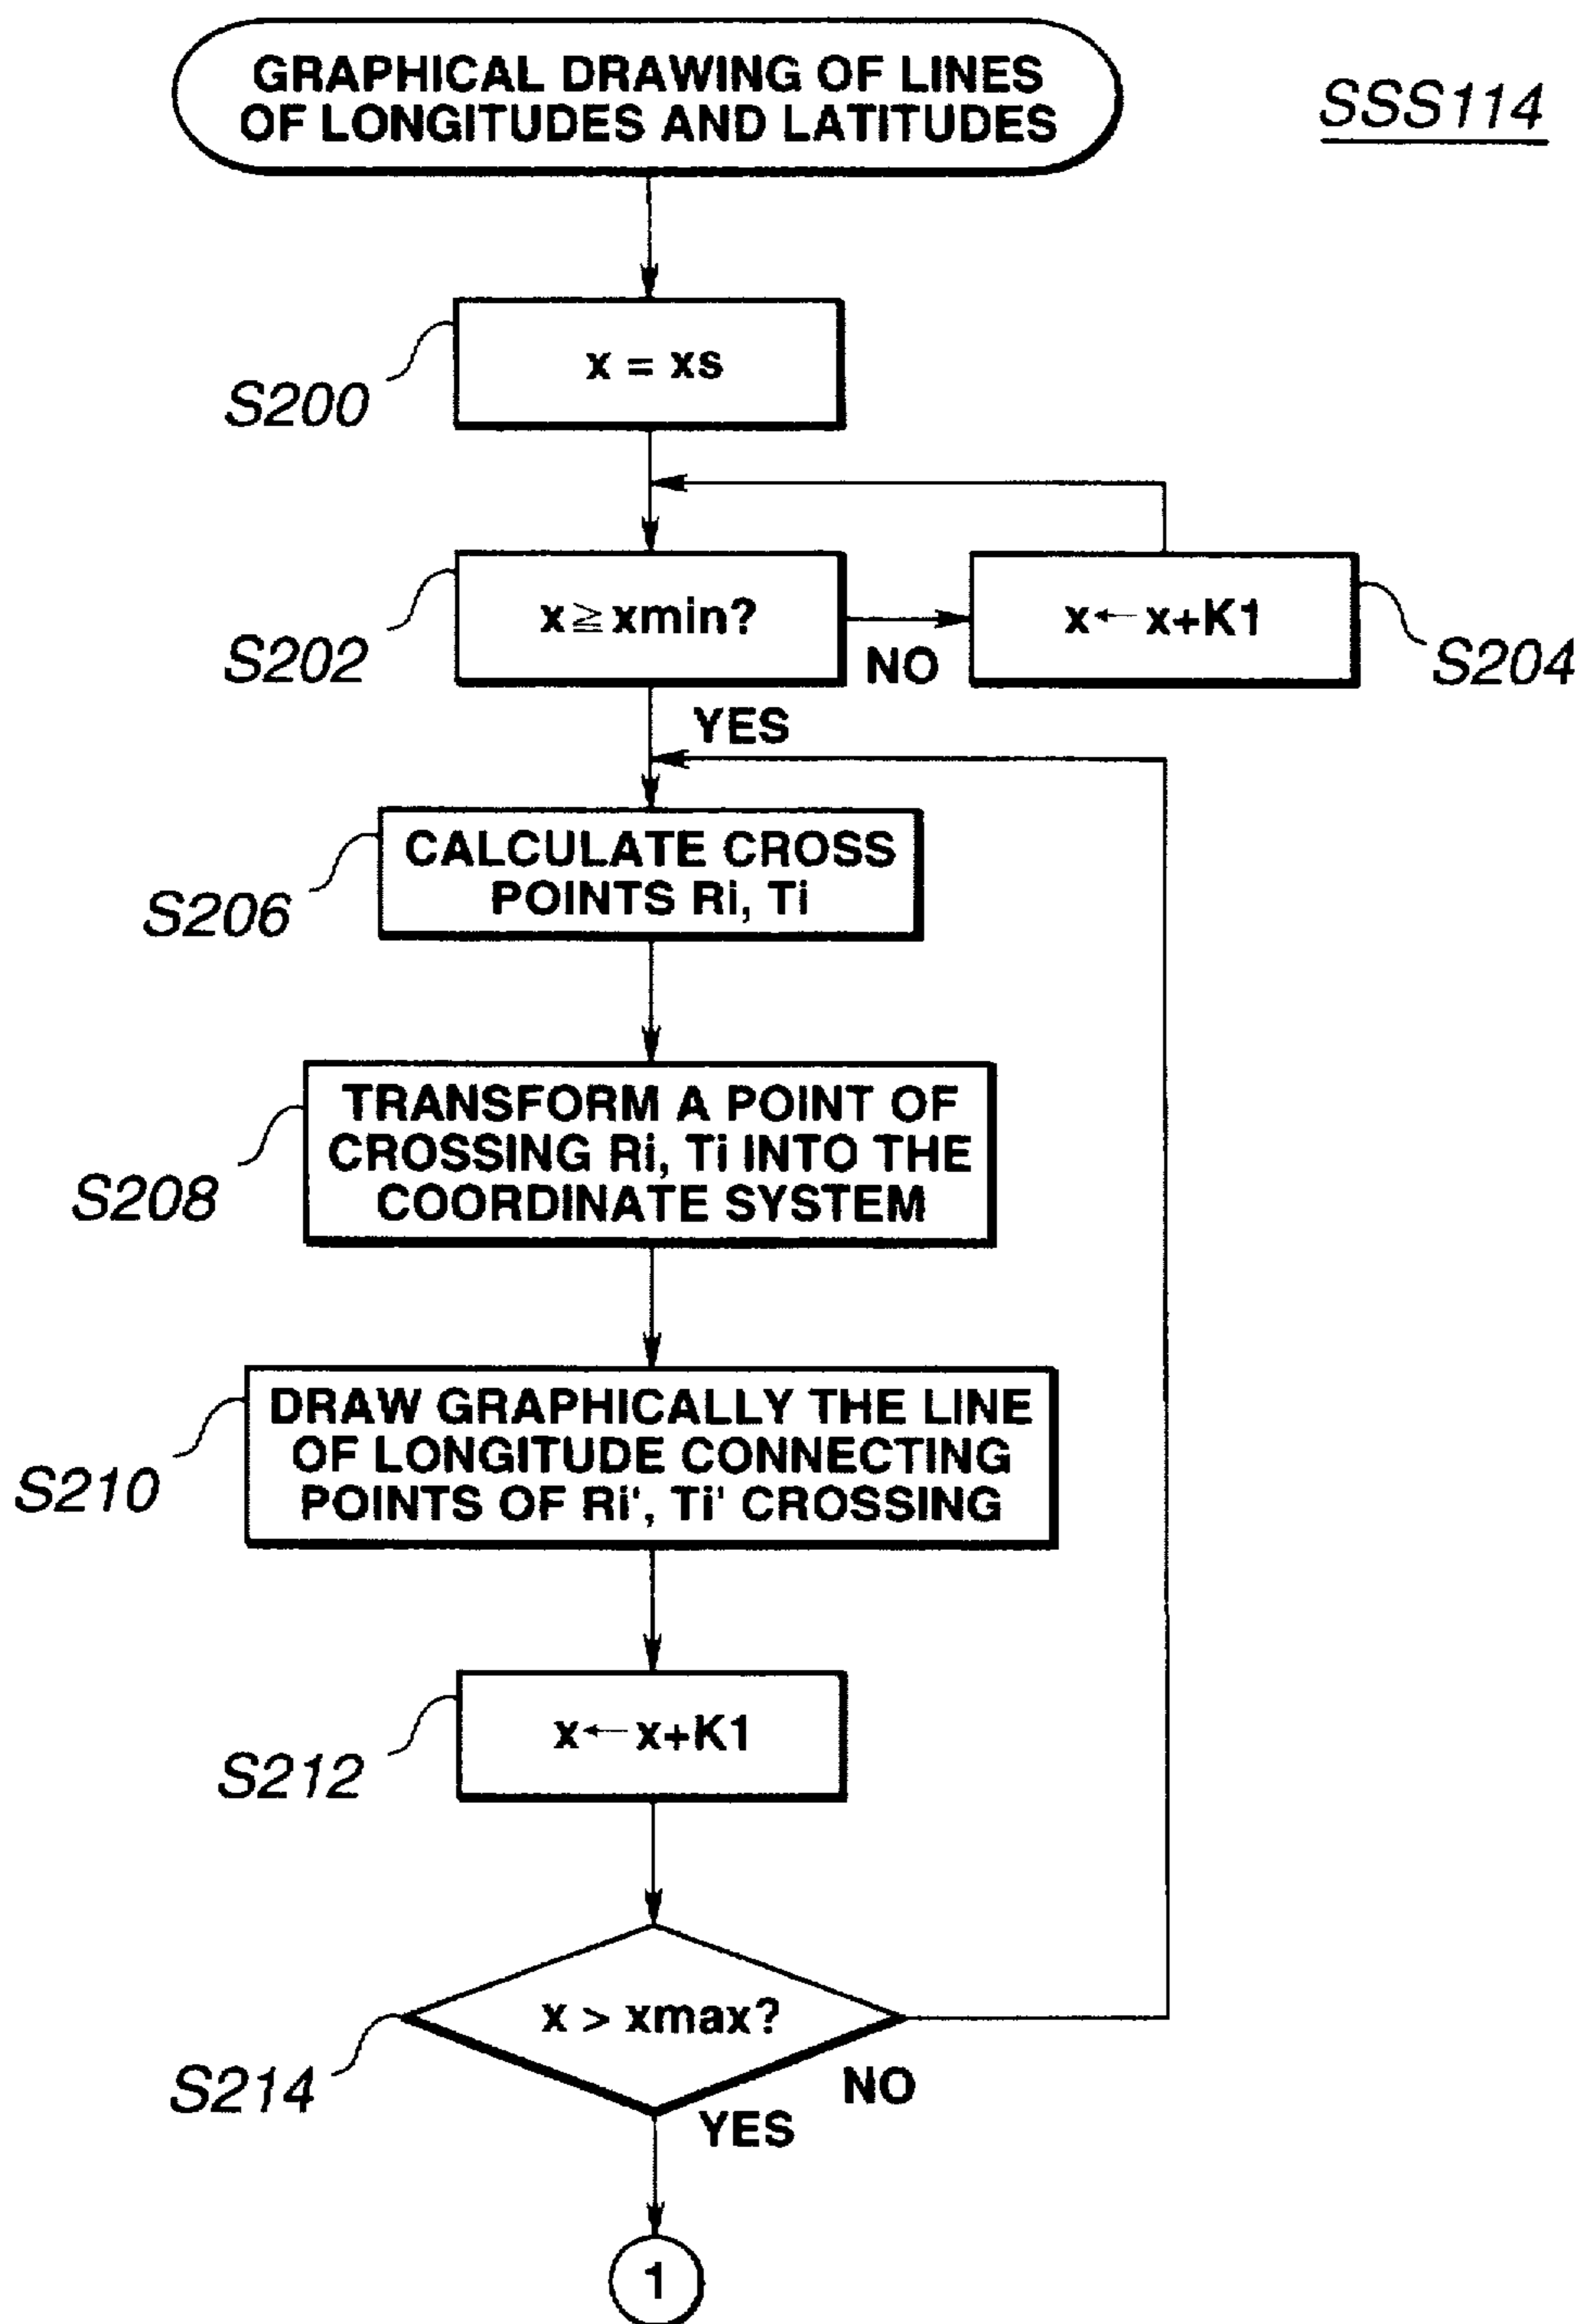 GRAPHICAL DRAWING OF LINES
OF LONGITUDES AND LATITUDES
SSS114
x = xs
S200
x≧xmin?
S202
NO
x←x+K1
S204
YES
CALCULATE CROSS
POINTS Ri, Ti
S206
TRANSFORM A POINT OF
CROSSING Ri, Ti INTO THE
COORDINATE SYSTEM
S208
DRAW GRAPHICALLY THE LINE
OF LONGITUDE CONNECTING
POINTS OF Ri', Ti' CROSSING
S210
x←x+K1
S212
x > xmax?
S214
NO
YES
1